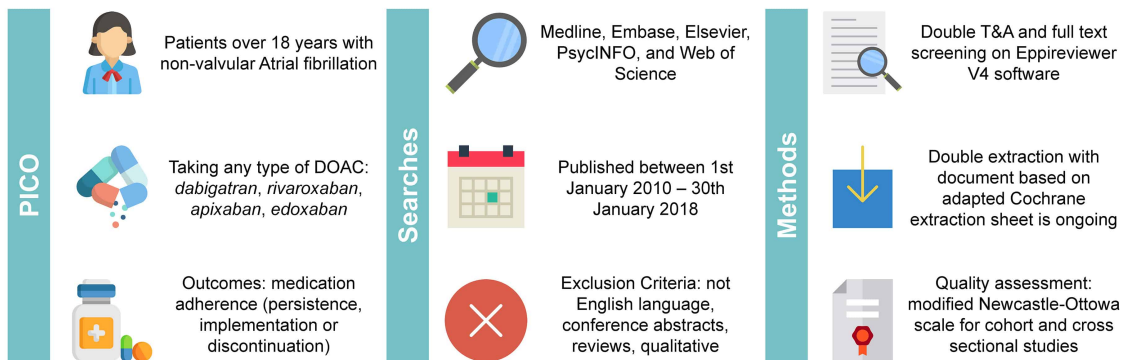 PICO
Patients over 18 years with
non-valvular Atrial fibrillation
Taking any type of DOAC:
dabigatran, rivaroxaban,
apixaban, edoxaban
Outcomes: medication
adherence (persistence,
implementation or
discontinuation)
Searches
Medline, Embase, Elsevier,
PsycINFO, and Web of
Science
Published between 1st
January 2010 – 30th
January 2018
Exclusion Criteria: not
English language,
conference abstracts,
reviews, qualitative
Methods
Double T&A and full text
screening on Eppireviewer
V4 software
Double extraction with
document based on
adapted Cochrane
extraction sheet is ongoing
Quality assessment:
modified Newcastle-Ottowa
scale for cohort and cross
sectional studies